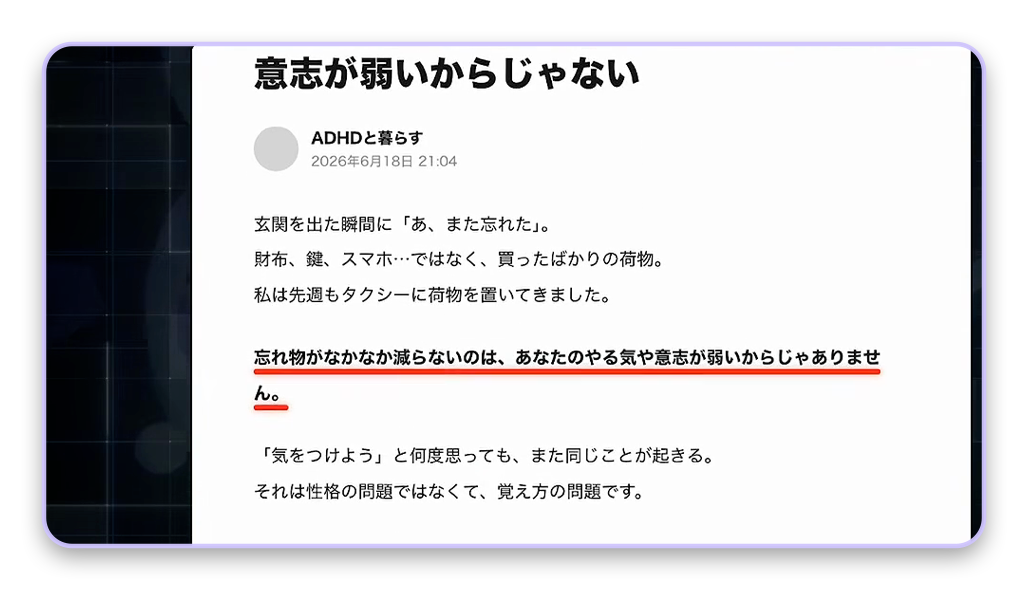 意志が弱いからじゃない
ADHDと暮らす
2026年6月18日 21:04
玄関を出た瞬間に「あ、また忘れた」。
財布、鍵、スマホ…ではなく、買ったばかりの荷物。
私は先週もタクシーに荷物を置いてきました。
忘れ物がなかなか減らないのは、あなたのやる気や意志が弱いからじゃありませ
ん。
「気をつけよう」と何度思っても、また同じことが起きる。
それは性格の問題ではなくて、覚え方の問題です。